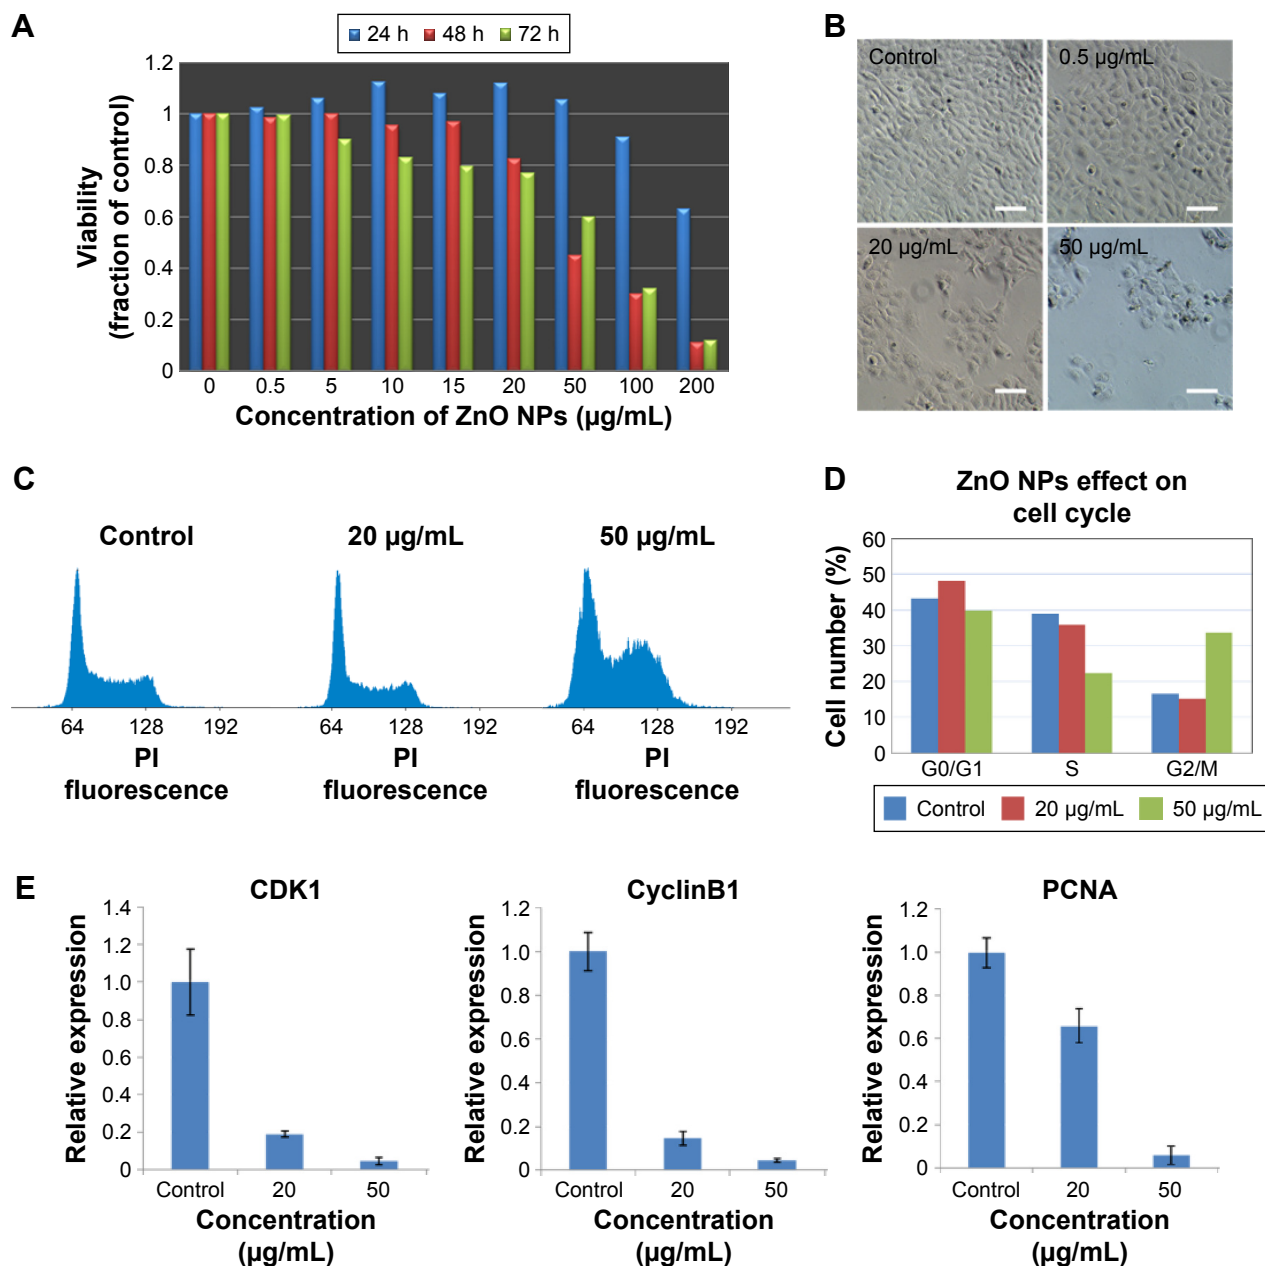 A
24 h 48 h 72 h
Viability
(fraction of control)
1.2
1
0.8
0.6
0.4
0.2
0
0 0.5 5 10 15 20 50 100 200
Concentration of ZnO NPs (µg/mL)
B
Control
0.5 µg/mL
20 µg/mL
50 µg/mL
C
Control
20 µg/mL
50 µg/mL
64 128 192
64 128 192
64 128 192
PI
fluorescence
PI
fluorescence
PI
fluorescence
D
ZnO NPs effect on
cell cycle
Cell number (%)
60
50
40
30
20
10
0
G0/G1 S G2/M
Control 20 µg/mL 50 µg/mL
E
CDK1
Relative expression
1.4
1.2
1.0
0.8
0.6
0.4
0.2
0
Control 20 50
Concentration
(µg/mL)
CyclinB1
Relative expression
1.2
1.0
0.8
0.6
0.4
0.2
0
Control 20 50
Concentration
(µg/mL)
PCNA
Relative expression
1.2
1.0
0.8
0.6
0.4
0.2
0
Control 20 50
Concentration
(µg/mL)